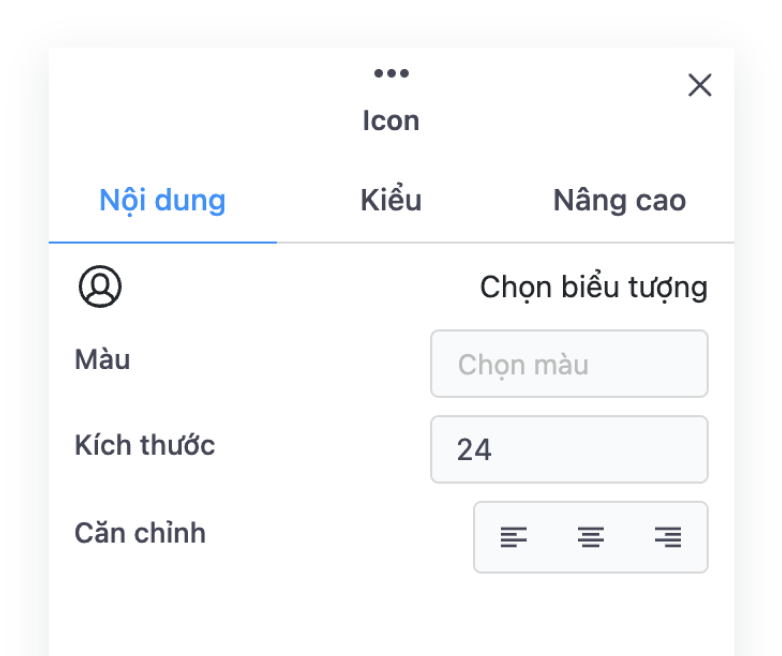 Icon
Nội dung Kiểu Nâng cao
Chọn biểu tượng
Màu Chọn màu
Kích thước 24
Căn chỉnh